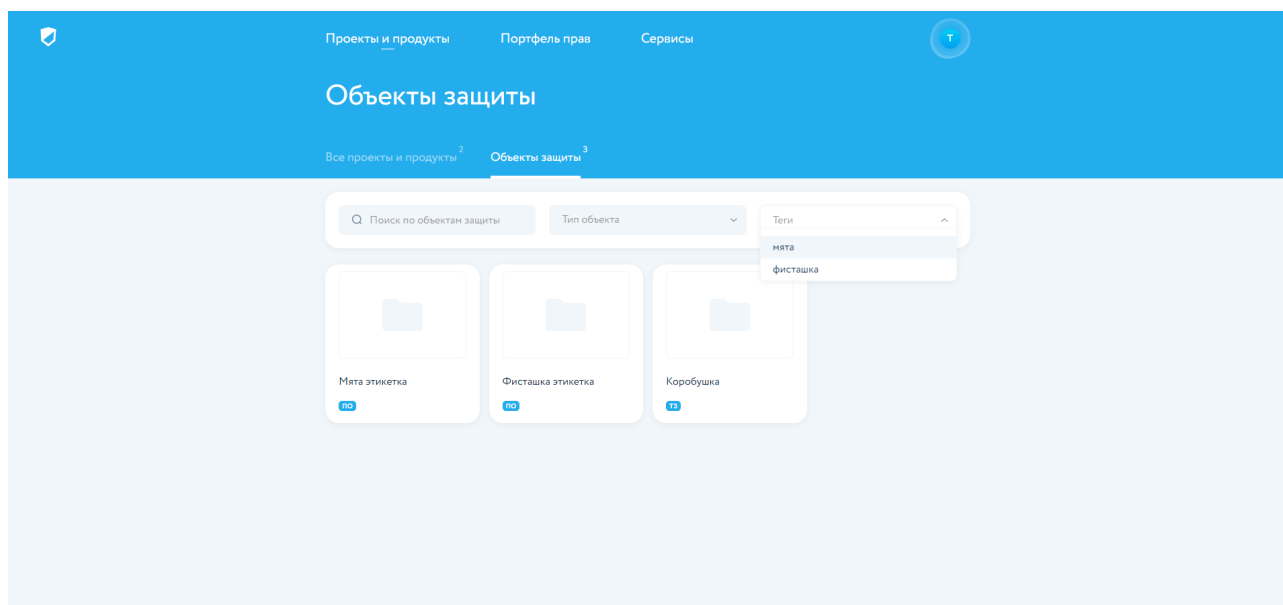 Проекты и продукты Портфель прав Сервисы Т
Объекты защиты
Все проекты и продукты 2 Объекты защиты 3
Поиск по объектам защиты Тип объекта Теги
мята
фисташка
Мята этикетка Фисташка этикетка Коробушка
ПО ПО ТЗ